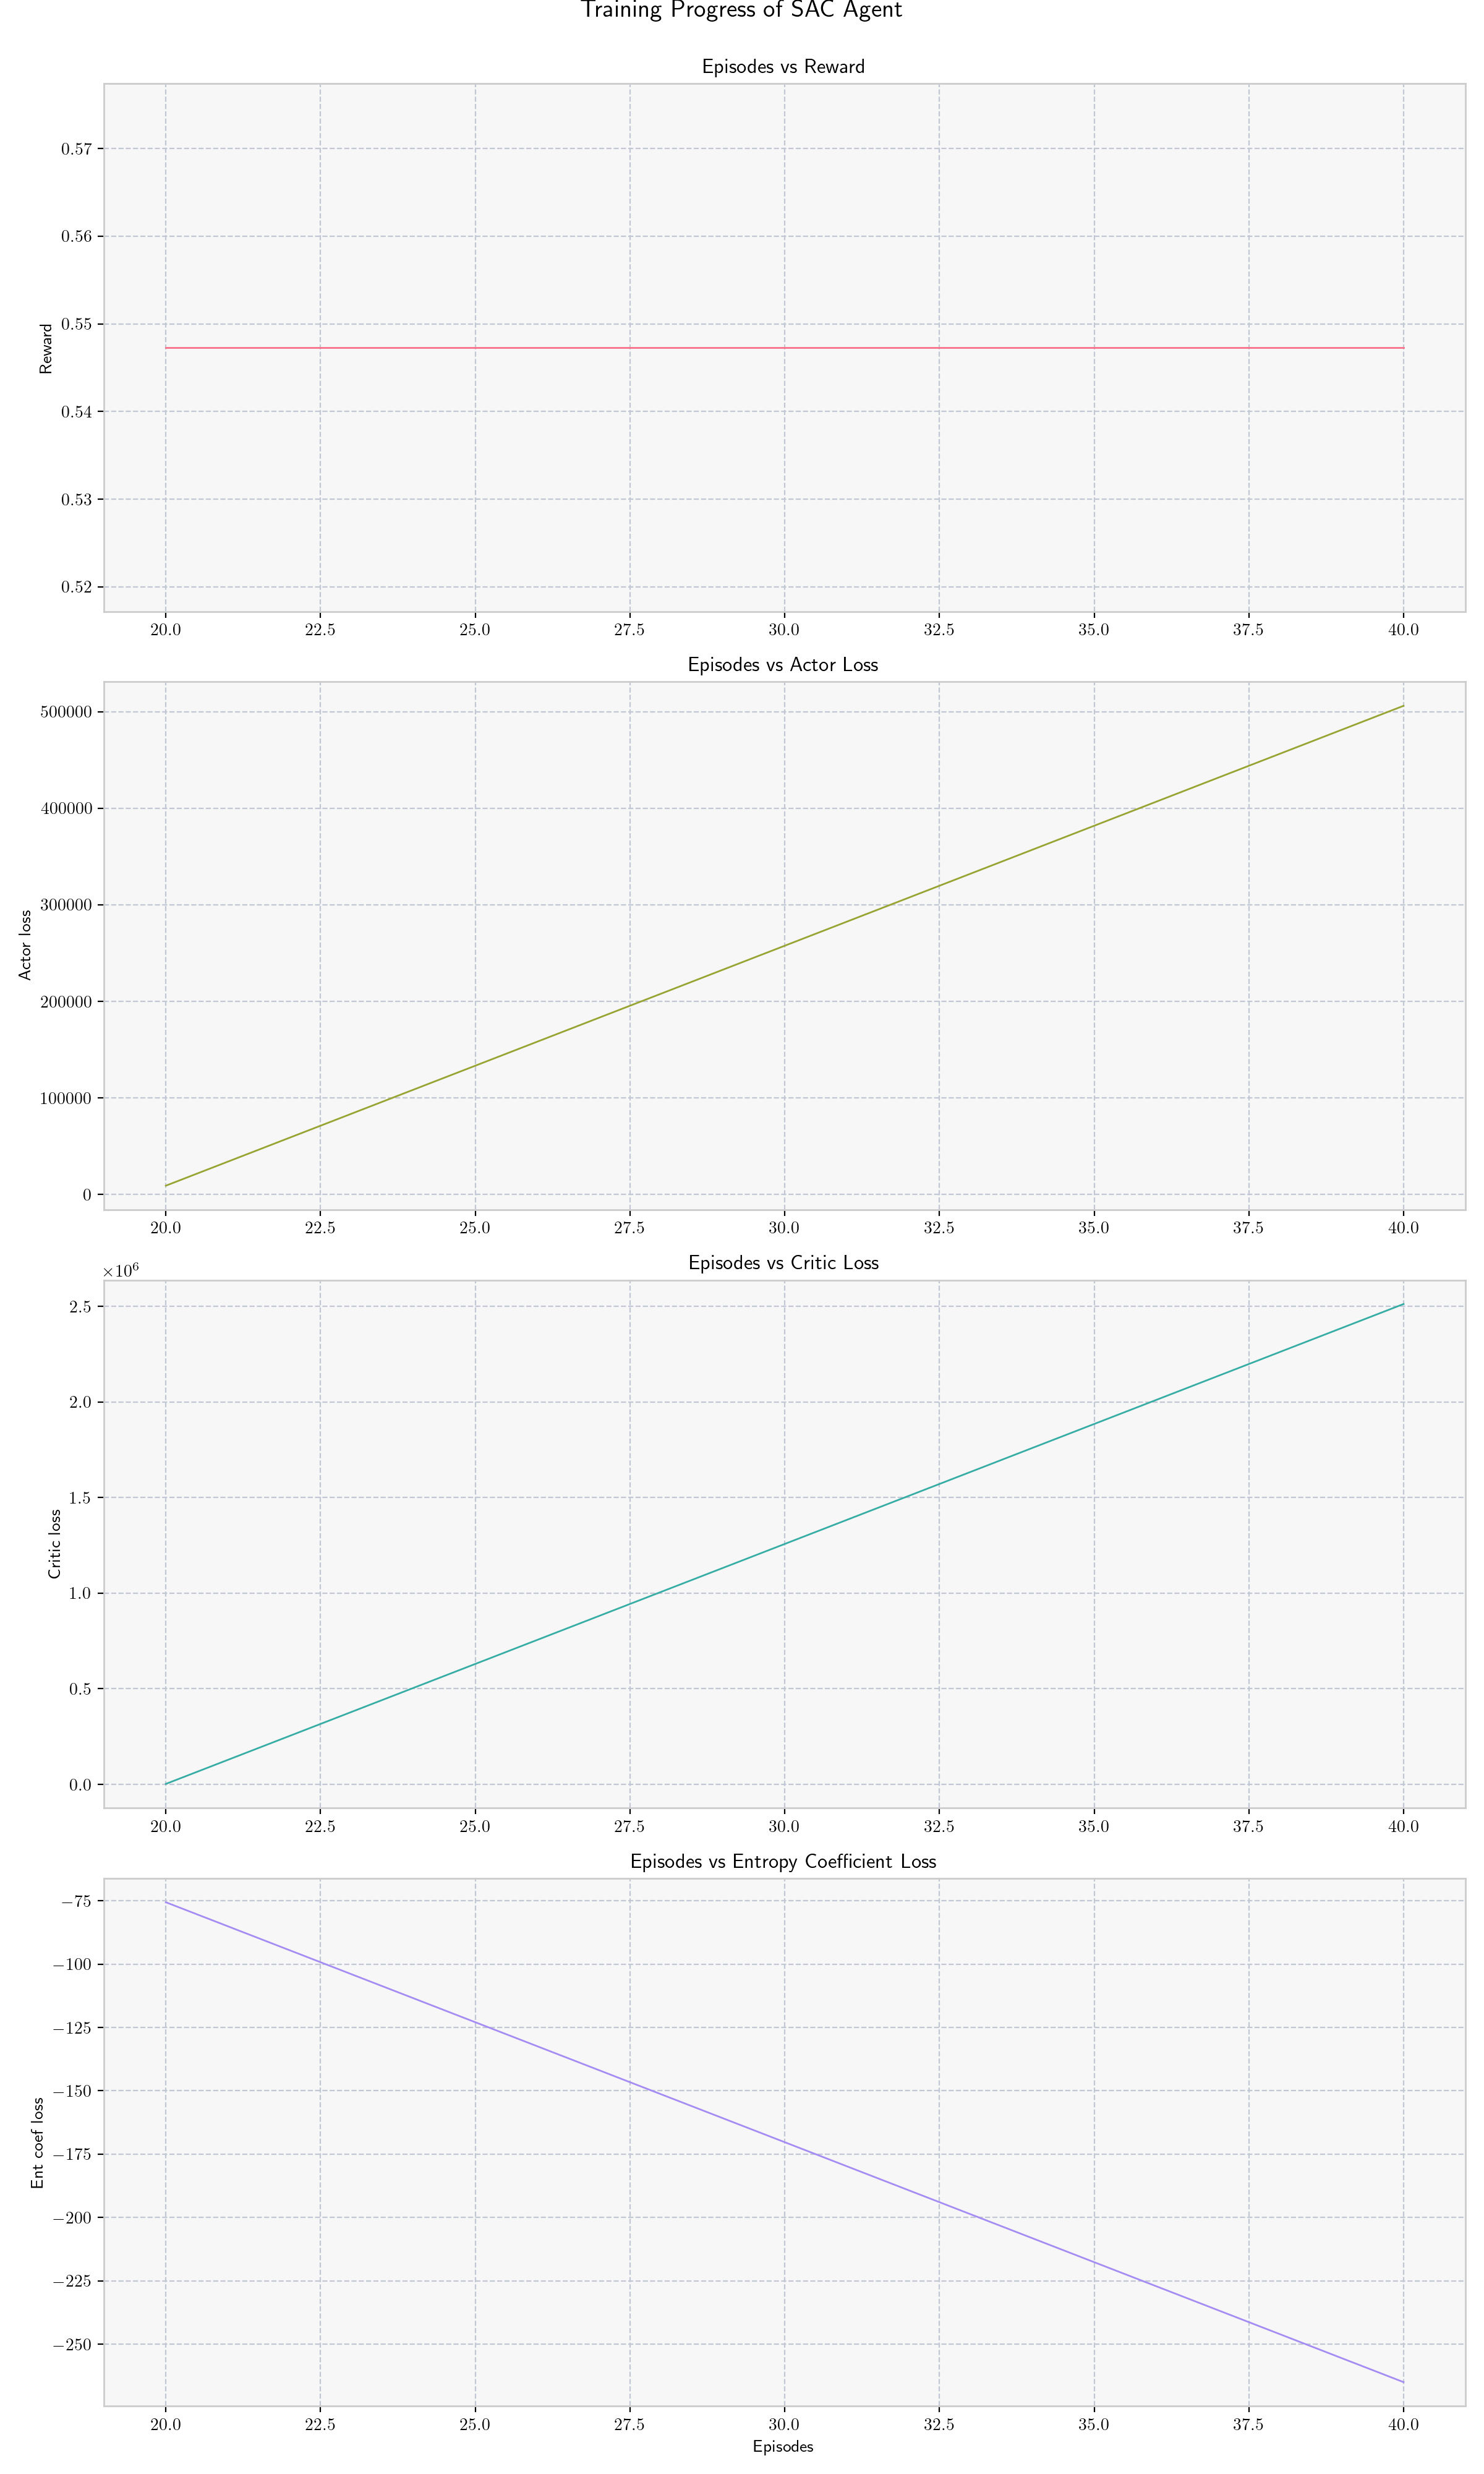 Training Progress of SAC Agent
Episodes vs Reward
0.57
0.56
0.55
0.54
0.53
0.52
Reward
20.0 22.5 25.0 27.5 30.0 32.5 35.0 37.5 40.0
Episodes vs Actor Loss
500000
400000
300000
200000
100000
0
Actor loss
20.0 22.5 25.0 27.5 30.0 32.5 35.0 37.5 40.0
Episodes vs Critic Loss
×10⁶
2.5
2.0
1.5
1.0
0.5
0.0
Critic loss
20.0 22.5 25.0 27.5 30.0 32.5 35.0 37.5 40.0
Episodes vs Entropy Coefficient Loss
−75
−100
−125
−150
−175
−200
−225
−250
Ent coef loss
20.0 22.5 25.0 27.5 30.0 32.5 35.0 37.5 40.0
Episodes